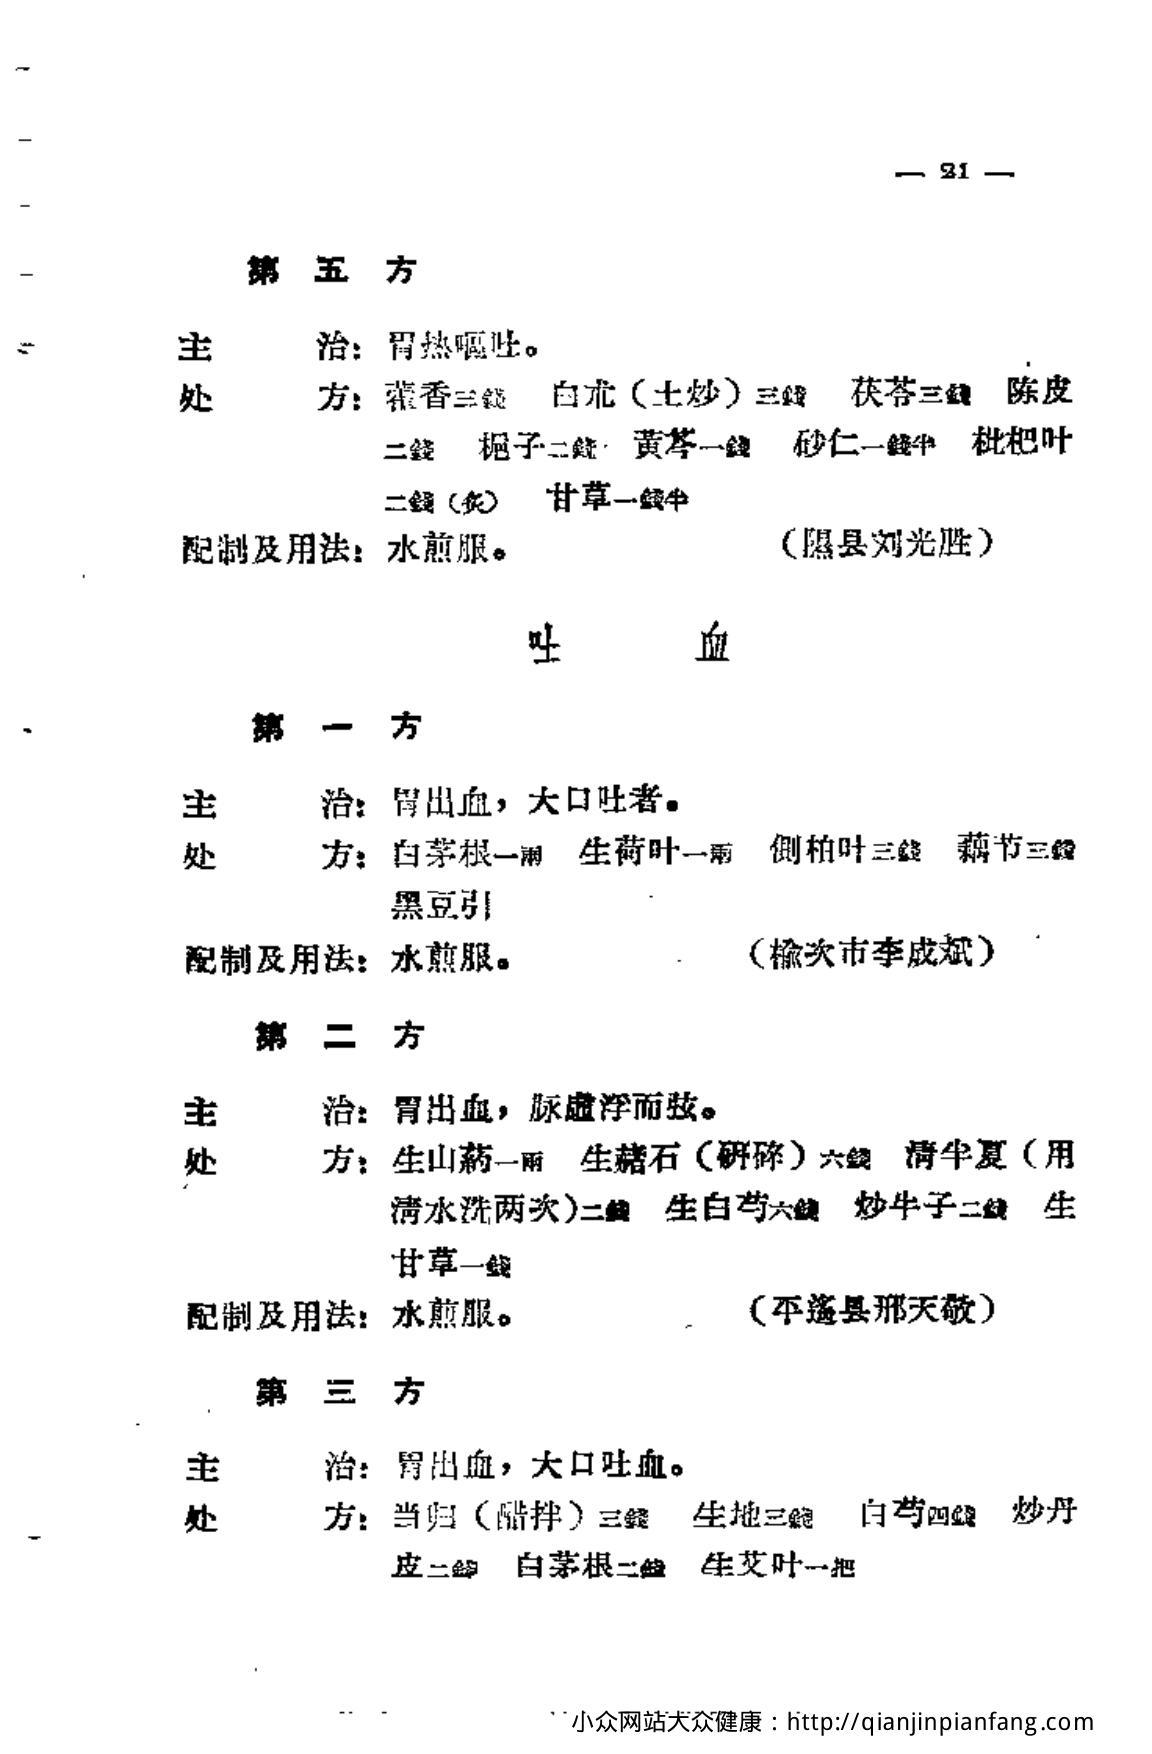 — 21 —
第五方
主治：胃热嘔吐。
处方：藿香三錢 白朮（土炒）三錢 茯苓三錢 陈皮
二錢 梔子二錢 黄芩一錢 砂仁一錢半 枇杷叶
二錢（炙） 甘草一錢半
配制及用法：水煎服。 （隰县刘光胜）
吐血
第一方
主治：胃出血，大口吐者。
处方：白茅根一兩 生荷叶一兩 側柏叶三錢 藕节三錢
黑豆引
配制及用法：水煎服。 （榆次市李成斌）
第二方
主治：胃出血，脉虛浮而弦。
处方：生山葯一兩 生赭石（研碎）六錢 清半夏（用
清水洗两次）二錢 生白芍六錢 炒牛子二錢 生
甘草一錢
配制及用法：水煎服。 （平遙县邢天敬）
第三方
主治：胃出血，大口吐血。
处方：当归（醋拌）三錢 生地三錢 白芍四錢 炒丹
皮二錢 白茅根二錢 生艾叶一把
小众网站大众健康：http://qianjinpianfang.com